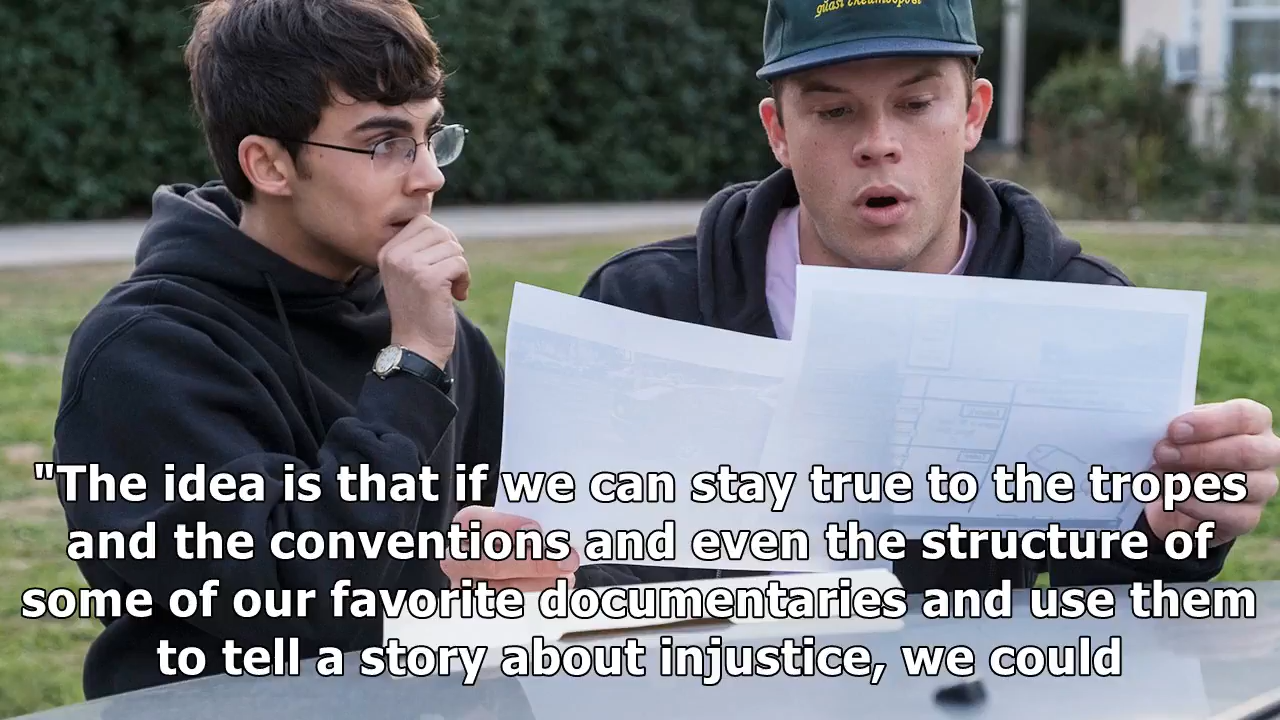 "The idea is that if we can stay true to the tropes
and the conventions and even the structure of
some of our favorite documentaries and use them
to tell a story about injustice, we could